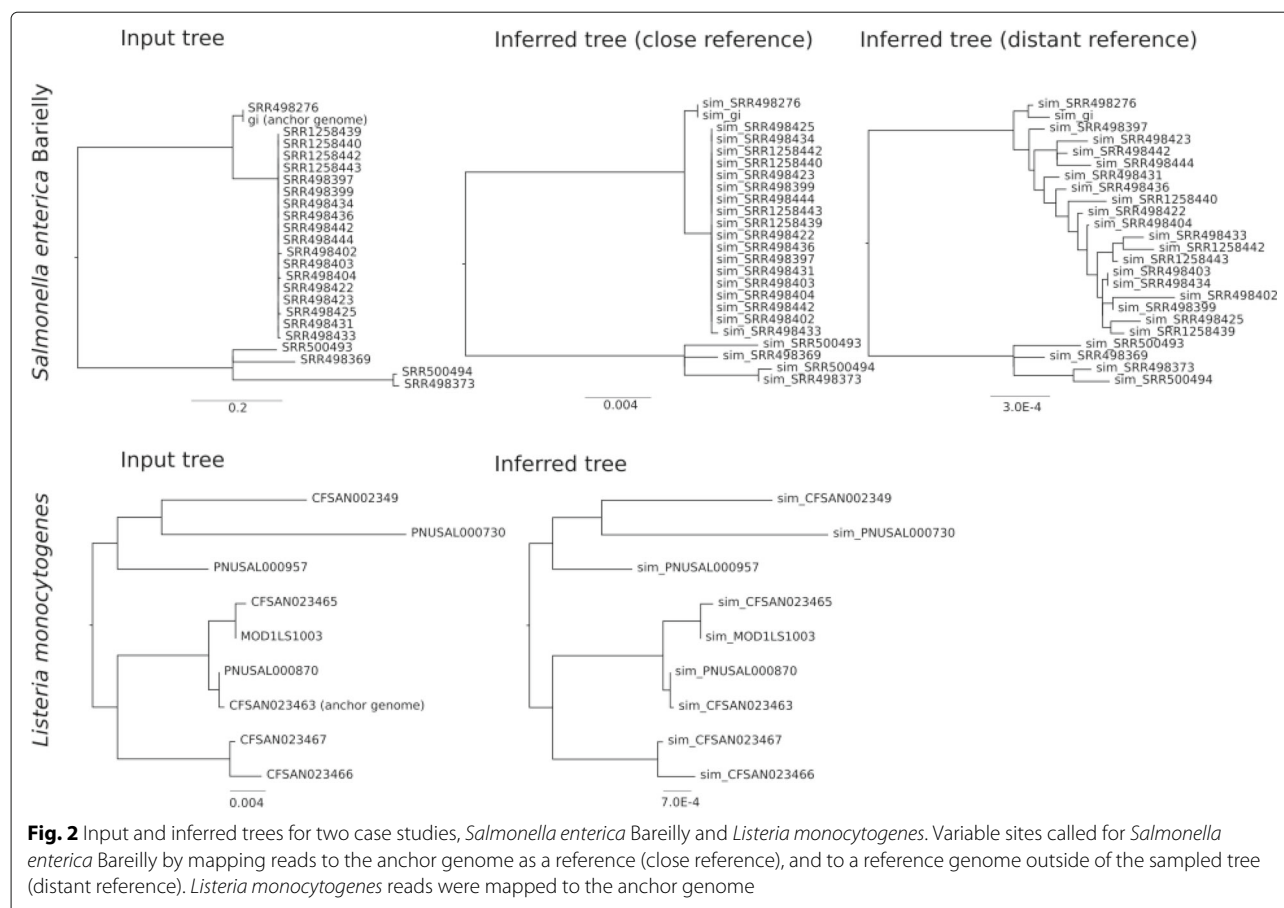 Input tree
Inferred tree (close reference)
Inferred tree (distant reference)
Salmonella enterica Barielly
SRR498276
gi (anchor genome)
SRR1258439
SRR1258440
SRR1258442
SRR1258443
SRR498397
SRR498399
SRR498434
SRR498436
SRR498442
SRR498444
SRR498402
SRR498403
SRR498404
SRR498422
SRR498423
SRR498425
SRR498431
SRR498433
SRR500493
SRR498369
SRR500494
SRR498373
0.2
sim_SRR498276
sim_gi
sim_SRR498425
sim_SRR498434
sim_SRR1258442
sim_SRR1258440
sim_SRR498423
sim_SRR498399
sim_SRR498444
sim_SRR1258443
sim_SRR1258439
sim_SRR498422
sim_SRR498436
sim_SRR498397
sim_SRR498431
sim_SRR498403
sim_SRR498404
sim_SRR498442
sim_SRR498402
sim_SRR498433
sim_SRR500493
sim_SRR498369
sim_SRR500494
sim_SRR498373
0.004
sim_SRR498276
sim_gi
sim_SRR498397
sim_SRR498423
sim_SRR498442
sim_SRR498444
sim_SRR498431
sim_SRR498436
sim_SRR1258440
sim_SRR498422
sim_SRR498404
sim_SRR498433
sim_SRR1258442
sim_SRR1258443
sim_SRR498403
sim_SRR498434
sim_SRR498402
sim_SRR498399
sim_SRR498425
sim_SRR1258439
sim_SRR500493
sim_SRR498369
sim_SRR498373
sim_SRR500494
3.0E-4
Input tree
Inferred tree
Listeria monocytogenes
CFSAN002349
PNUSAL000730
PNUSAL000957
CFSAN023465
MOD1LS1003
PNUSAL000870
CFSAN023463 (anchor genome)
CFSAN023467
CFSAN023466
0.004
sim_CFSAN002349
sim_PNUSAL000730
sim_PNUSAL000957
sim_CFSAN023465
sim_MOD1LS1003
sim_PNUSAL000870
sim_CFSAN023463
sim_CFSAN023467
sim_CFSAN023466
7.0E-4
Fig. 2 Input and inferred trees for two case studies, Salmonella enterica Bareilly and Listeria monocytogenes. Variable sites called for Salmonella
enterica Bareilly by mapping reads to the anchor genome as a reference (close reference), and to a reference genome outside of the sampled tree
(distant reference). Listeria monocytogenes reads were mapped to the anchor genome